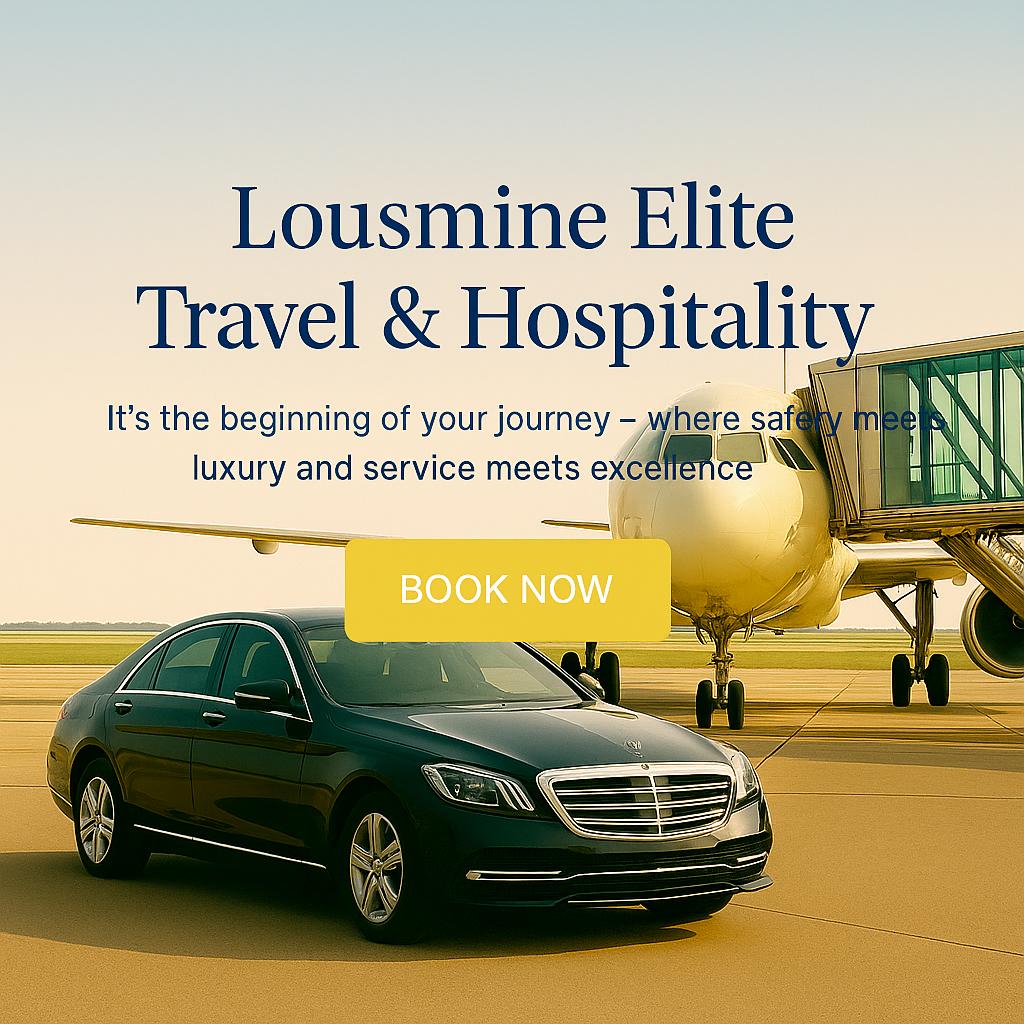 Lousmine Elite
Travel & Hospitality
It's the beginning of your journey – where safery meets
luxury and service meets excellence
BOOK NOW